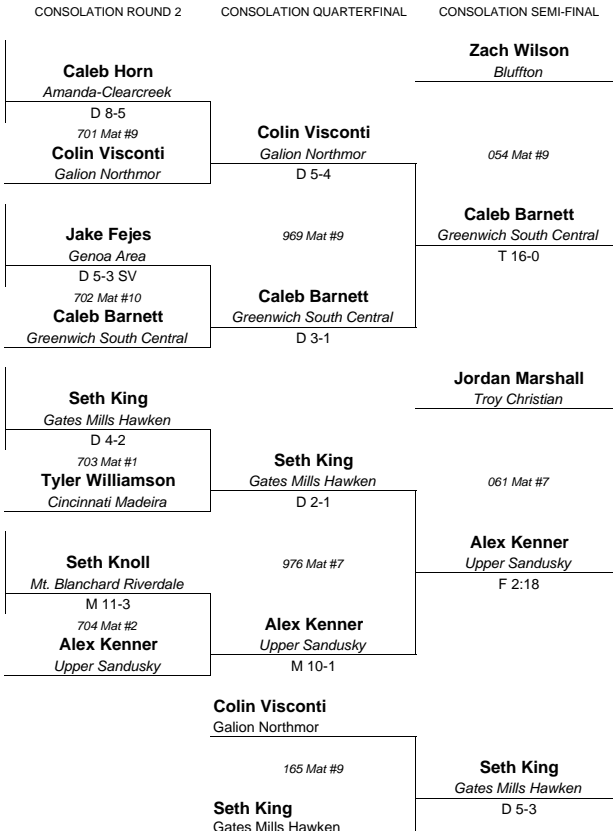 CONSOLATION ROUND 2 CONSOLATION QUARTERFINAL CONSOLATION SEMI-FINAL
Zach Wilson
Bluffton
Caleb Horn
Amanda-Clearcreek
D 8-5
701 Mat #9
Colin Visconti
Galion Northmor
Colin Visconti
Galion Northmor
D 5-4
054 Mat #9
Caleb Barnett
Greenwich South Central
T 16-0
Jake Fejes
Genoa Area
D 5-3 SV
702 Mat #10
Caleb Barnett
Greenwich South Central
969 Mat #9
Caleb Barnett
Greenwich South Central
D 3-1
Jordan Marshall
Troy Christian
Seth King
Gates Mills Hawken
D 4-2
703 Mat #1
Tyler Williamson
Cincinnati Madeira
Seth King
Gates Mills Hawken
D 2-1
061 Mat #7
Alex Kenner
Upper Sandusky
F 2:18
Seth Knoll
Mt. Blanchard Riverdale
M 11-3
704 Mat #2
Alex Kenner
Upper Sandusky
976 Mat #7
Alex Kenner
Upper Sandusky
M 10-1
Colin Visconti
Galion Northmor
165 Mat #9
Seth King
Gates Mills Hawken
Seth King
Gates Mills Hawken
D 5-3